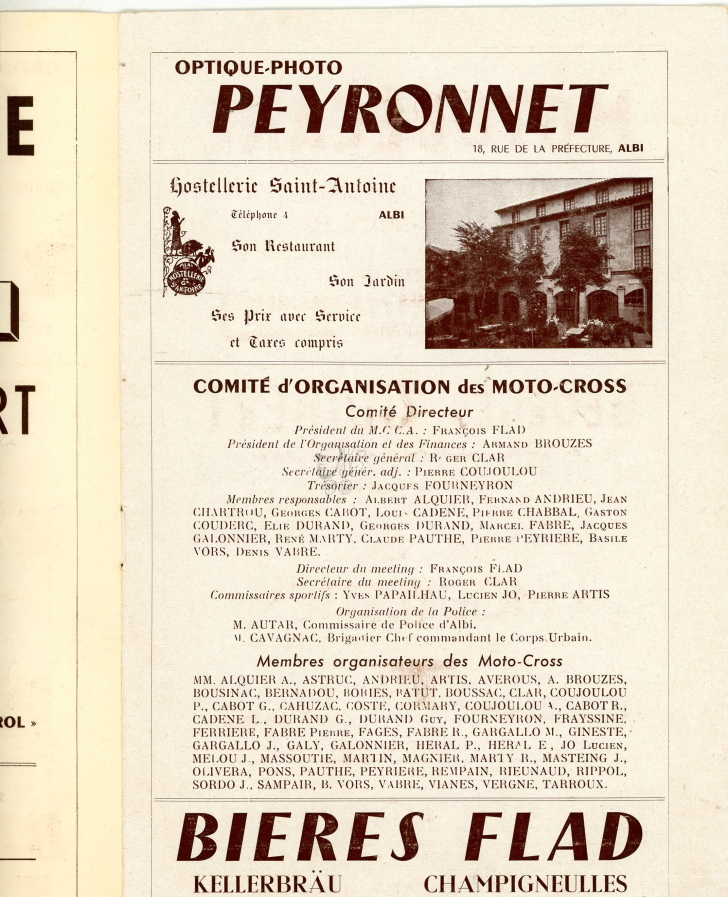 E
RT
ROL »
OPTIQUE-PHOTO
PEYRONNET
18, RUE DE LA PRÉFECTURE, ALBI
Hostellerie Saint-Antoine
Téléphone 4 ALBI
Son Restaurant
Son Jardin
Ses Prix avec Service
et Taxes compris
HOSTELLERIE
ST ANTOINE
COMITÉ d'ORGANISATION des MOTO-CROSS
Comité Directeur
Président du M.C C.A. : FRANÇOIS FLAD
Président de l'Organisation et des Finances : ARMAND BROUZES
Secrétaire général : ROGER CLAR
Secrétaire génér. adj. : PIERRE COUJOULOU
Trésorier : JACQUES FOURNEYRON
Membres responsables : ALBERT ALQUIER, FERNAND ANDRIEU, JEAN
CHARTROU, GEORGES CABOT, LOUIS CADENE, PIERRE CHABBAL, GASTON
COUDERC, ELIE DURAND, GEORGES DURAND, MARCEL FABRE, JACQUES
GALONNIER, RENÉ MARTY, CLAUDE PAUTHE, PIERRE PEYRIERE, BASILE
VORS, DENIS VABRE.
Directeur du meeting : FRANÇOIS FLAD
Secrétaire du meeting : ROGER CLAR
Commissaires sportifs : YVES PAPAILHAU, LUCIEN JO, PIERRE ARTIS
Organisation de la Police :
M. AUTAR, Commissaire de Police d'Albi.
M. CAVAGNAC, Brigadier Chef commandant le Corps Urbain.
Membres organisateurs des Moto-Cross
MM. ALQUIER A., ASTRUC, ANDRIEU, ARTIS, AVEROUS, A. BROUZES,
BOUSINAC, BERNADOU, BORIES, BATUT, BOUSSAC, CLAR, COUJOULOU
P., CABOT G., CAHUZAC, COSTE, CORMARY, COUJOULOU A., CABOT R.,
CADENE L., DURAND G., DURAND GUY, FOURNEYRON, FRAYSSINE,
FERRIERE, FABRE PIERRE, FAGES, FABRE R., GARGALLO M., GINESTE,
GARGALLO J., GALY, GALONNIER, HERAL P., HERAL E, JO LUCIEN,
MELOU J., MASSOUTIE, MARTIN, MAGNIER, MARTY R., MASTEING J.,
OLIVERA, PONS, PAUTHE, PEYRIERE, REMPAIN, RIEUNAUD, RIPPOL,
SORDO J., SAMPAIR, B. VORS, VABRE, VIANES, VERGNE, TARROUX.
BIERES FLAD
KELLERBRÄU CHAMPIGNEULLES